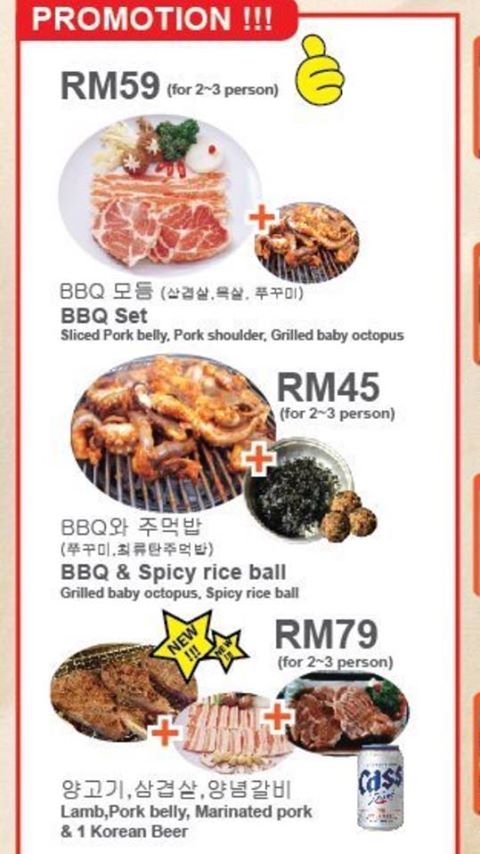 PROMOTION !!!
RM59 (for 2~3 person)
BBQ 모듬 (삼겹살,목살, 쭈꾸미)
BBQ Set
Sliced Pork belly, Pork shoulder, Grilled baby octopus
RM45
(for 2~3 person)
BBQ와 주먹밥
(쭈꾸미,최류탄주먹밥)
BBQ & Spicy rice ball
Grilled baby octopus, Spicy rice ball
NEW !!!
NEW !!!
RM79
(for 2~3 person)
양고기,삼겹살,양념갈비
Lamb,Pork belly, Marinated pork
& 1 Korean Beer
Cass